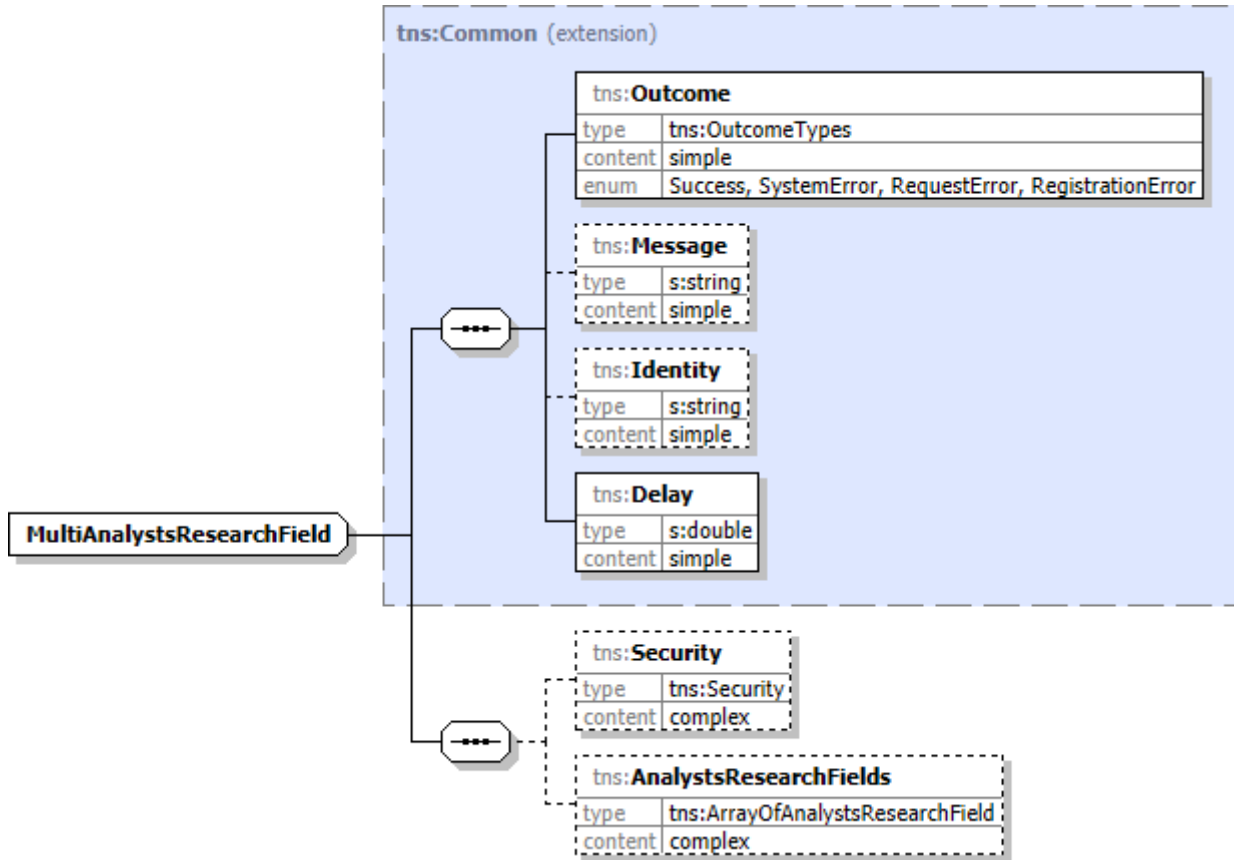 tns:Common (extension)
tns:Outcome
type tns:OutcomeTypes
content simple
enum Success, SystemError, RequestError, RegistrationError
tns:Message
type s:string
content simple
tns:Identity
type s:string
content simple
tns:Delay
type s:double
content simple
MultiAnalystsResearchField
tns:Security
type tns:Security
content complex
tns:AnalystsResearchFields
type tns:ArrayOfAnalystsResearchField
content complex